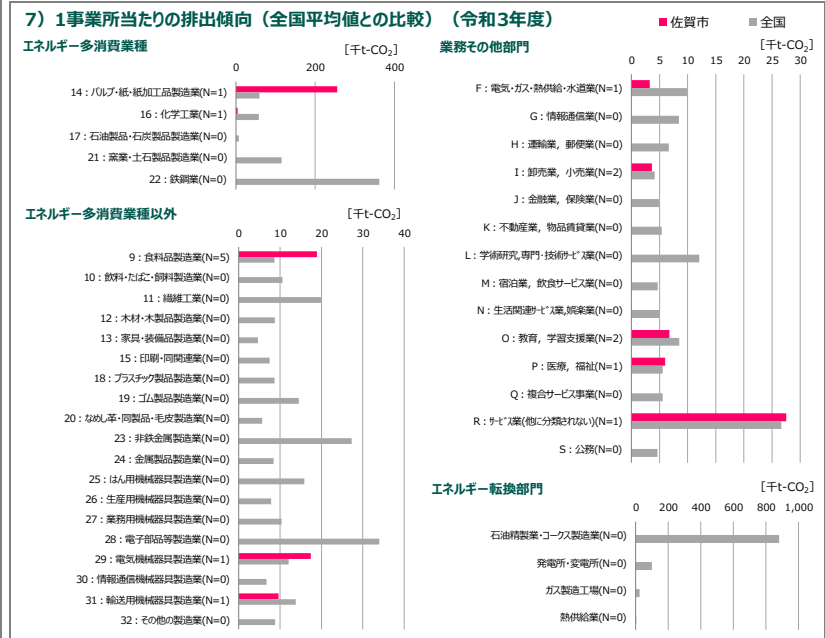 7）1事業所当たりの排出傾向（全国平均値との比較）（令和3年度）
■佐賀市 ■全国
エネルギー多消費業種
[千t-CO₂]
0 200 400
14：パルプ・紙・紙加工品製造業(N=1)
16：化学工業(N=1)
17：石油製品・石炭製品製造業(N=0)
21：窯業・土石製品製造業(N=0)
22：鉄鋼業(N=0)
エネルギー多消費業種以外
[千t-CO₂]
0 10 20 30 40
9：食料品製造業(N=5)
10：飲料・たばこ・飼料製造業(N=0)
11：繊維工業(N=0)
12：木材・木製品製造業(N=0)
13：家具・装備品製造業(N=0)
15：印刷・同関連業(N=0)
18：プラスチック製品製造業(N=0)
19：ゴム製品製造業(N=0)
20：なめし革・同製品・毛皮製造業(N=0)
23：非鉄金属製造業(N=0)
24：金属製品製造業(N=0)
25：はん用機械器具製造業(N=0)
26：生産用機械器具製造業(N=0)
27：業務用機械器具製造業(N=0)
28：電子部品等製造業(N=0)
29：電気機械器具製造業(N=1)
30：情報通信機械器具製造業(N=0)
31：輸送用機械器具製造業(N=1)
32：その他の製造業(N=0)
業務その他部門
[千t-CO₂]
0 5 10 15 20 25 30
F：電気・ガス・熱供給・水道業(N=1)
G：情報通信業(N=0)
H：運輸業，郵便業(N=0)
I：卸売業，小売業(N=2)
J：金融業，保険業(N=0)
K：不動産業，物品賃貸業(N=0)
L：学術研究,専門・技術サービス業(N=0)
M：宿泊業，飲食サービス業(N=0)
N：生活関連サービス業,娯楽業(N=0)
O：教育，学習支援業(N=2)
P：医療，福祉(N=1)
Q：複合サービス事業(N=0)
R：サービス業(他に分類されない)(N=1)
S：公務(N=0)
エネルギー転換部門
[千t-CO₂]
0 200 400 600 800 1,000
石油精製業・コークス製造業(N=0)
発電所・変電所(N=0)
ガス製造工場(N=0)
熱供給業(N=0)